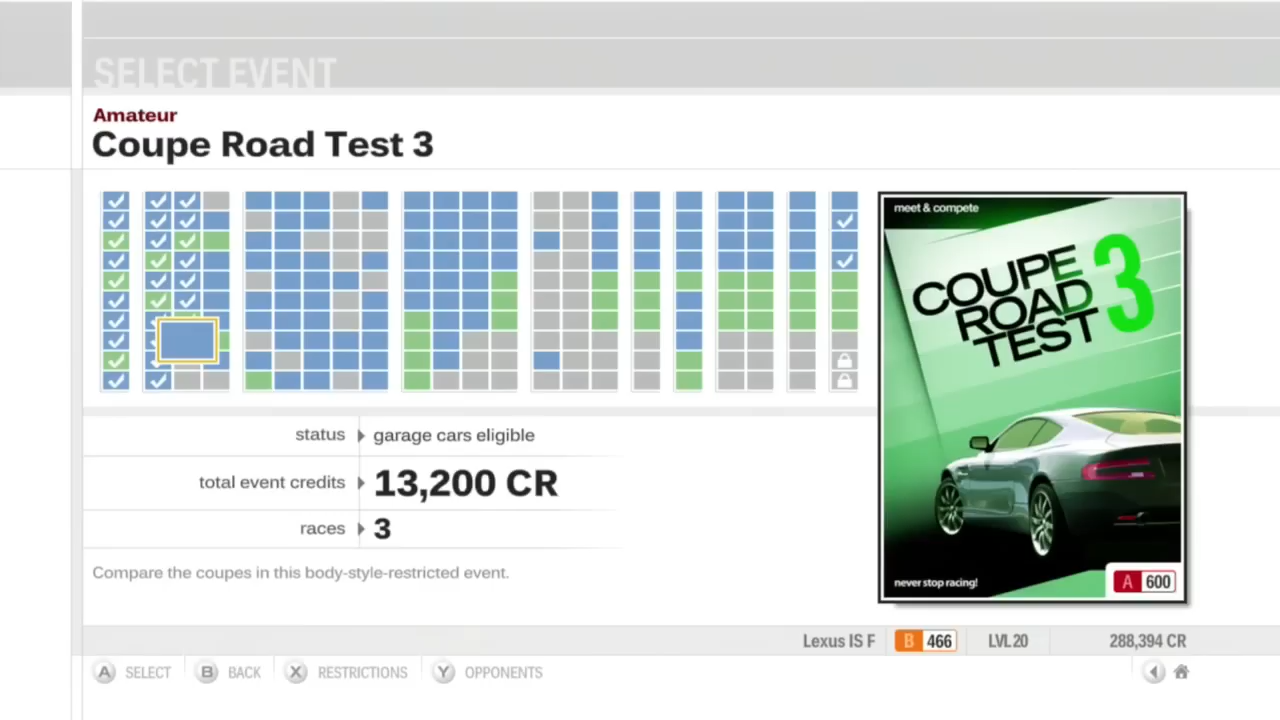 SELECT EVENT
Amateur
Coupe Road Test 3
meet & compete
COUPE
ROAD
TEST 3
never stop racing!
A 600
status garage cars eligible
total event credits 13,200 CR
races 3
Compare the coupes in this body-style-restricted event.
Lexus IS F B 466 LVL 20 288,394 CR
A SELECT B BACK X RESTRICTIONS Y OPPONENTS